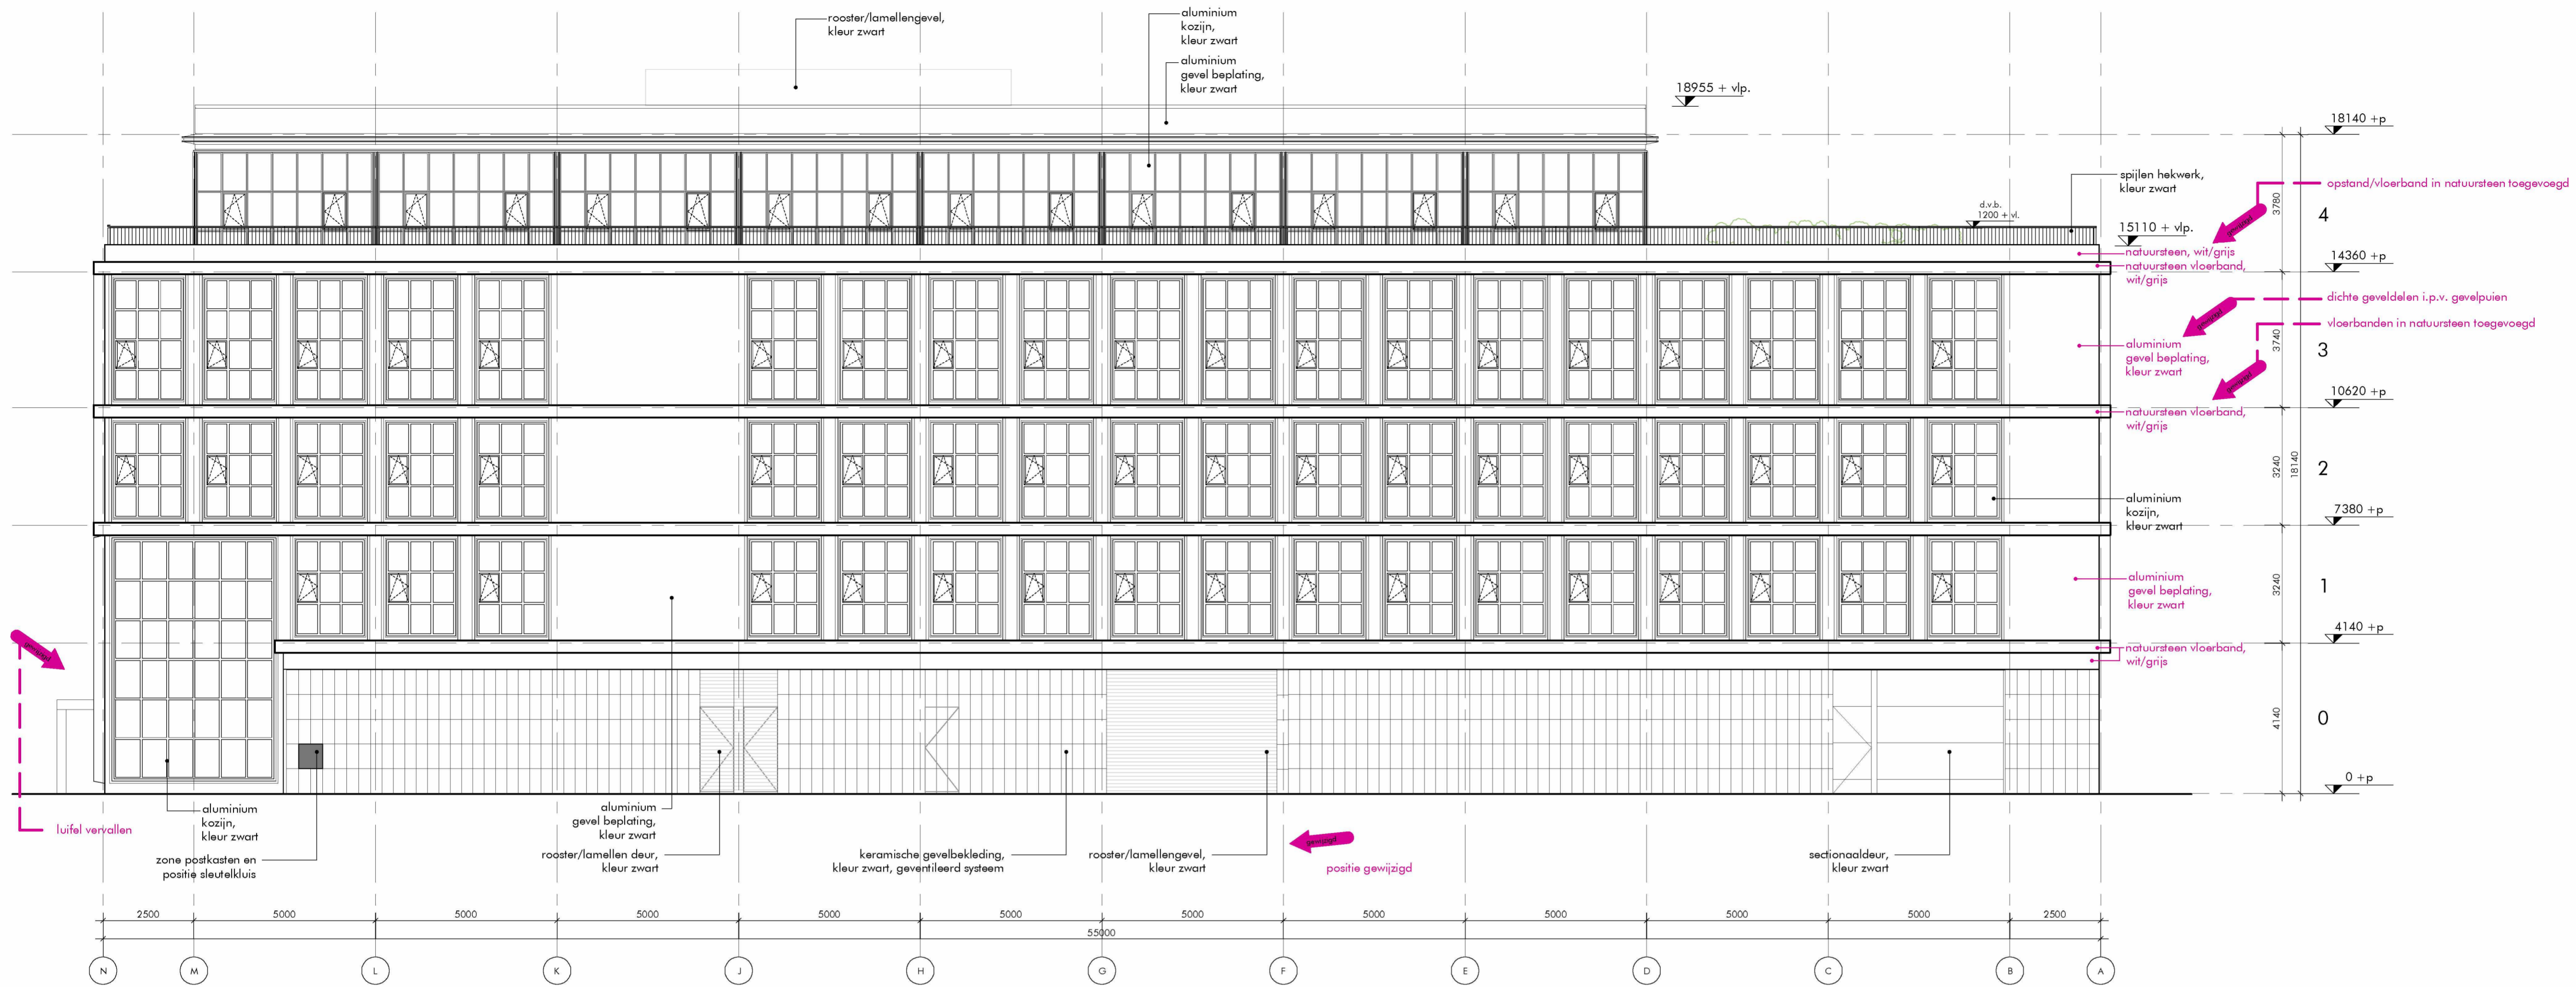 rooster/lamellengevel,
kleur zwart
aluminium
kozijn,
kleur zwart
aluminium
gevel beplating,
kleur zwart
18955 + vlp.
18140 +p
spijlen hekwerk,
kleur zwart
opstand/vloerband in natuursteen toegevoegd
gewijzigd
3780
4
d.v.b.
1200 + vl.
15110 + vlp.
natuursteen, wit/grijs
14360 +p
natuursteen vloerband,
wit/grijs
dichte geveldelen i.p.v. gevelpuien
gewijzigd
vloerbanden in natuursteen toegevoegd
3740
3
aluminium
gevel beplating,
kleur zwart
gewijzigd
10620 +p
natuursteen vloerband,
wit/grijs
3240
18140
2
aluminium
kozijn,
kleur zwart
7380 +p
aluminium
gevel beplating,
kleur zwart
3240
1
4140 +p
gewijzigd
natuursteen vloerband,
wit/grijs
4140
0
0 +p
aluminium
kozijn,
kleur zwart
luifel vervallen
zone postkasten en
positie sleutelkluis
aluminium
gevel beplating,
kleur zwart
rooster/lamellen deur,
kleur zwart
keramische gevelbekleding,
kleur zwart, geventileerd systeem
rooster/lamellengevel,
kleur zwart
gewijzigd
positie gewijzigd
sectionaaldeur,
kleur zwart
2500 5000 5000 5000 5000 5000 5000 5000 5000 5000 5000 2500
55000
N M L K J H G F E D C B A